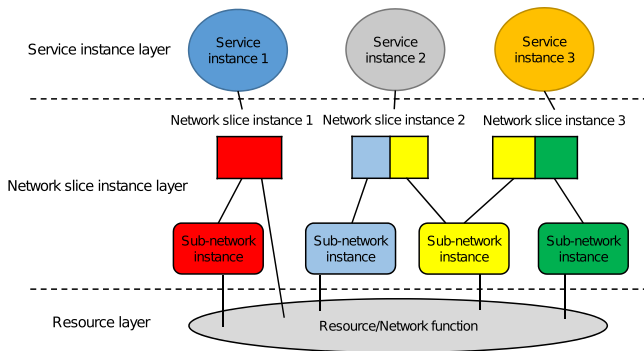 Service instance layer
Service
instance 1
Service
instance 2
Service
instance 3
Network slice instance 1
Network slice instance 2
Network slice instance 3
Network slice instance layer
Sub-network
instance
Sub-network
instance
Sub-network
instance
Sub-network
instance
Resource layer
Resource/Network function